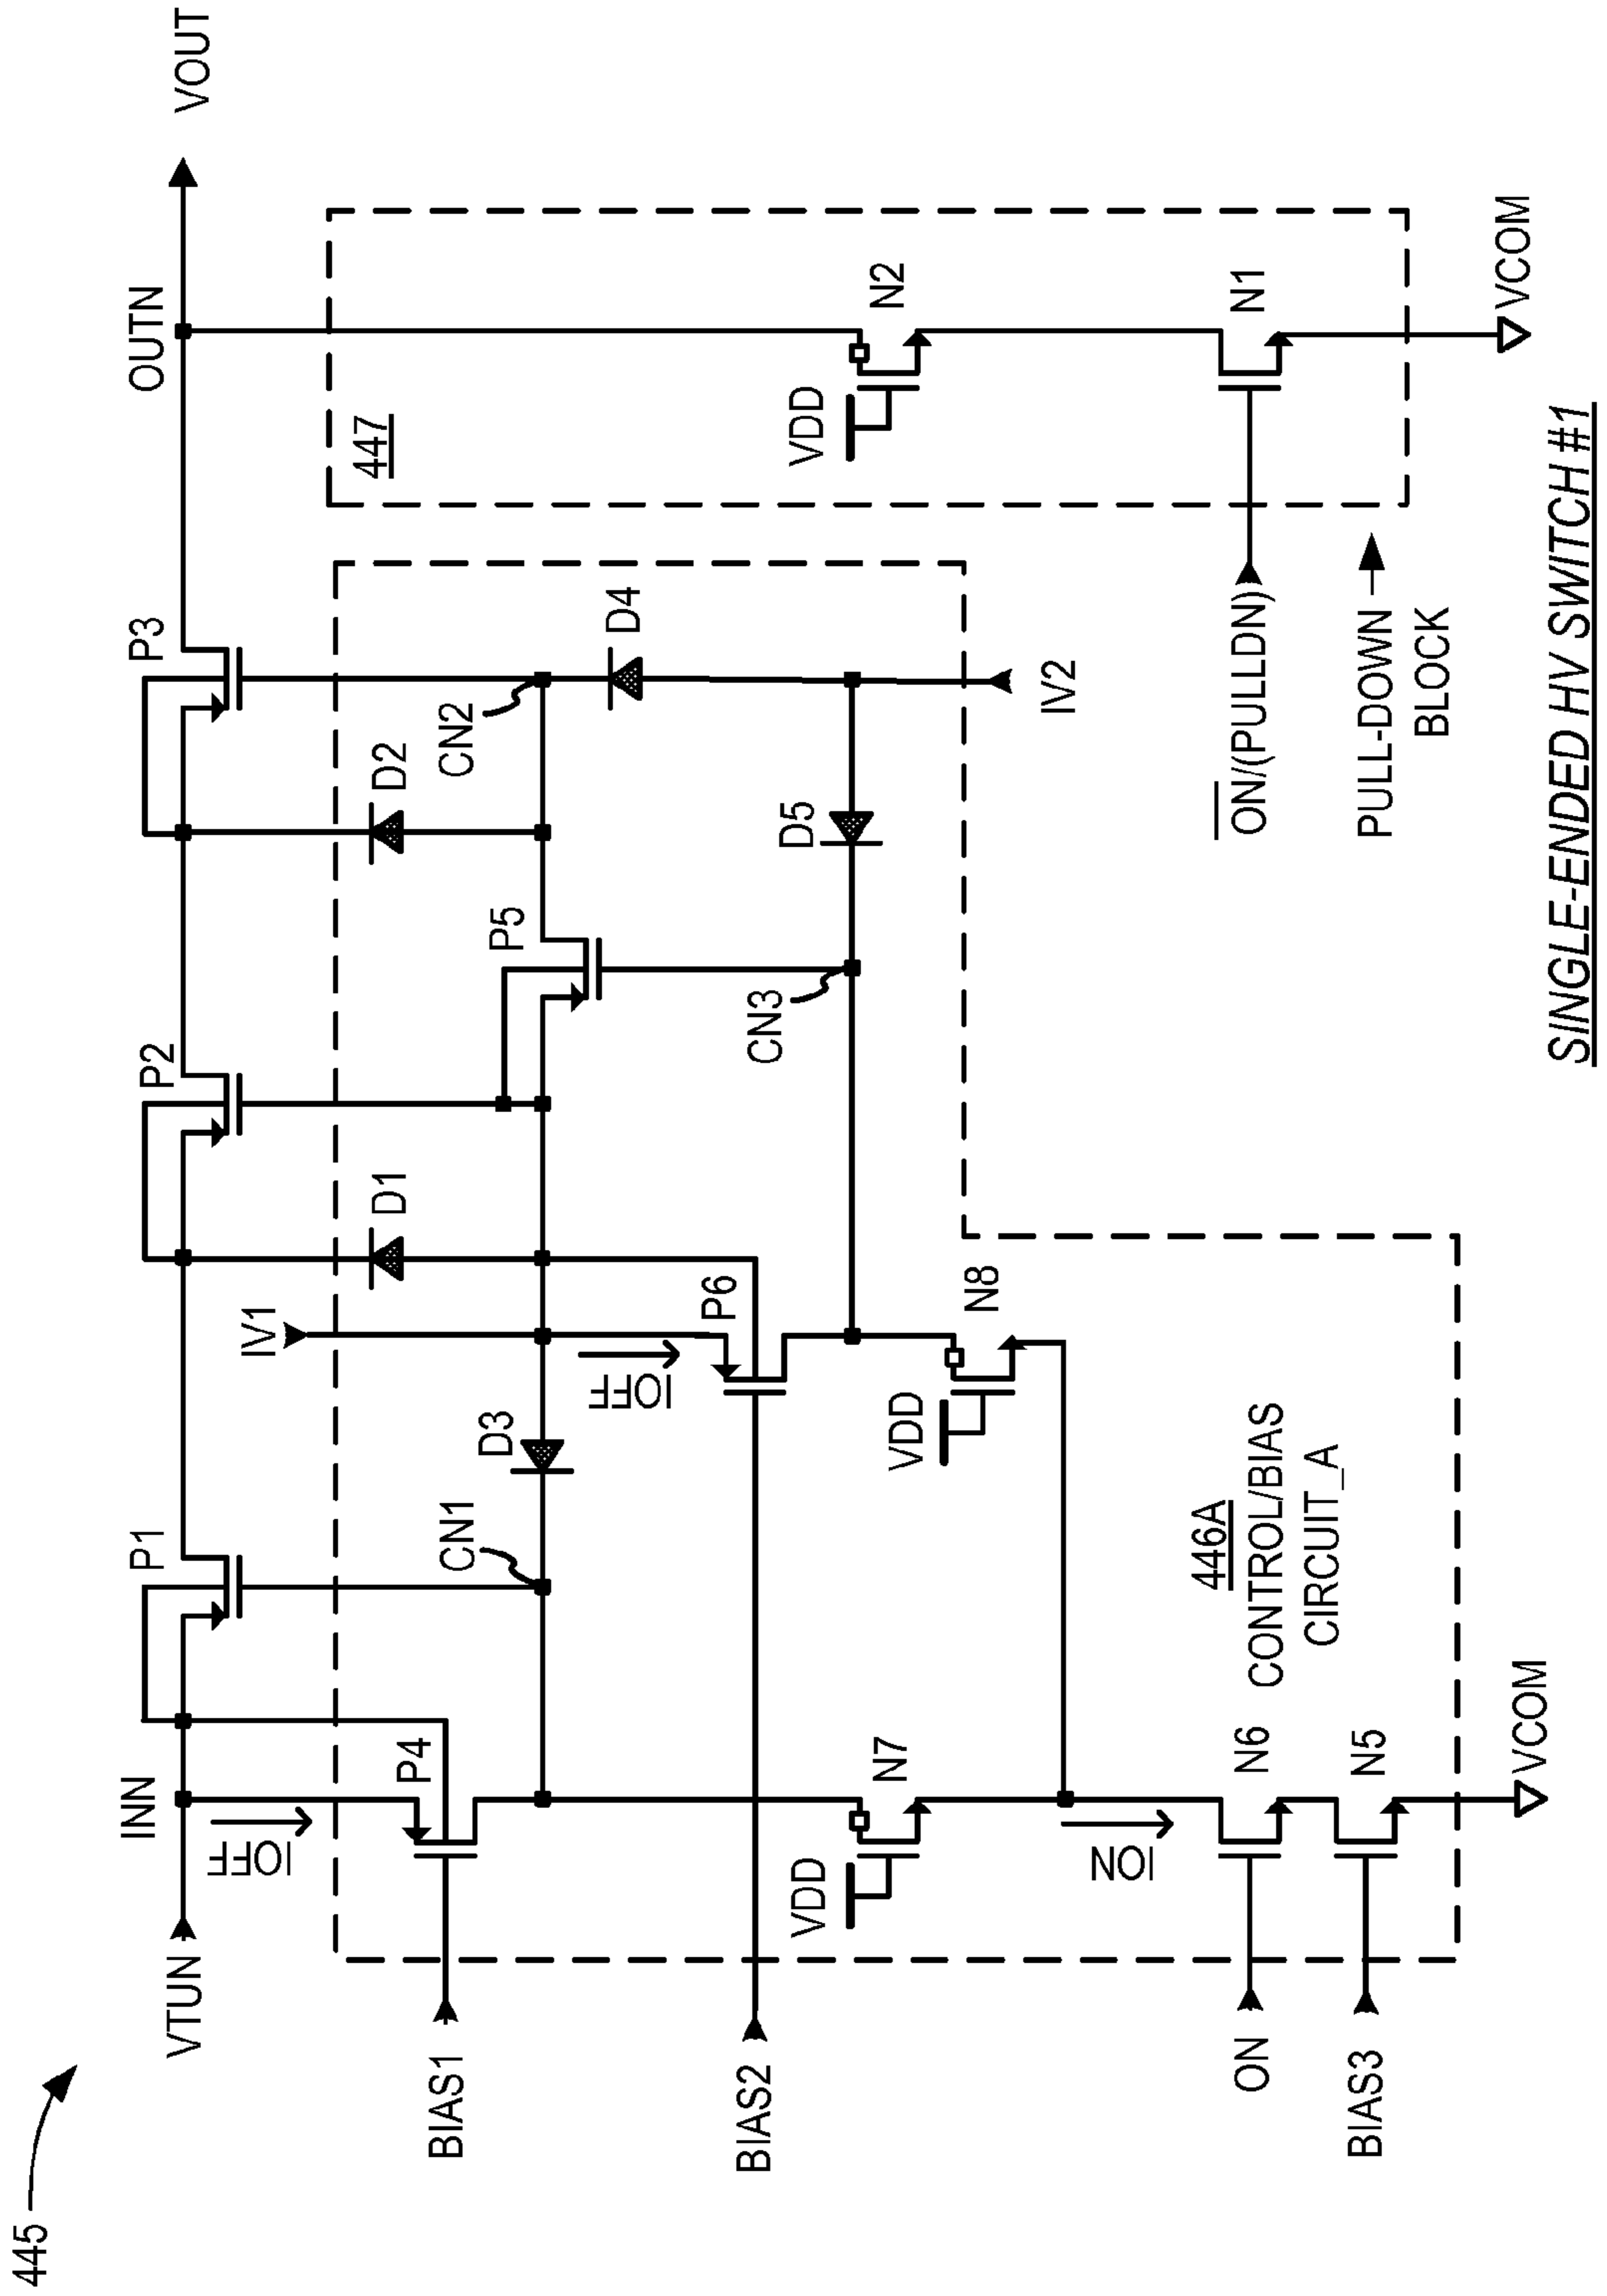 445
VTUN
INN
P1
P2
P3
OUTN
VOUT
IOFF
IV1
D1
D2
447
BIAS1
P4
CN1
D3
P5
CN2
D4
IOFF
P6
D5
CN3
IV2
BIAS2
VDD
N7
VDD
N8
VDD
N2
ION
446A
CONTROL/BIAS
CIRCUIT_A
ON
N6
BIAS3
N5
VCOM
ON/(PULLDN)
N1
PULL-DOWN
BLOCK
VCOM
SINGLE-ENDED HV SWITCH #1